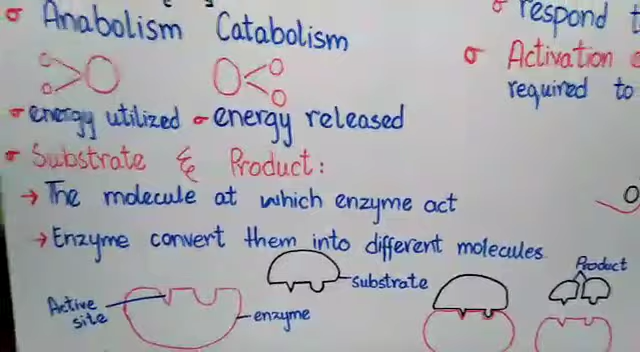 Anabolism Catabolism
energy utilized energy released
Substrate & Product:
→ The molecule at which enzyme act
→ Enzyme convert them into different molecules
substrate
Active
site
enzyme
Product
respond
Activation
required to